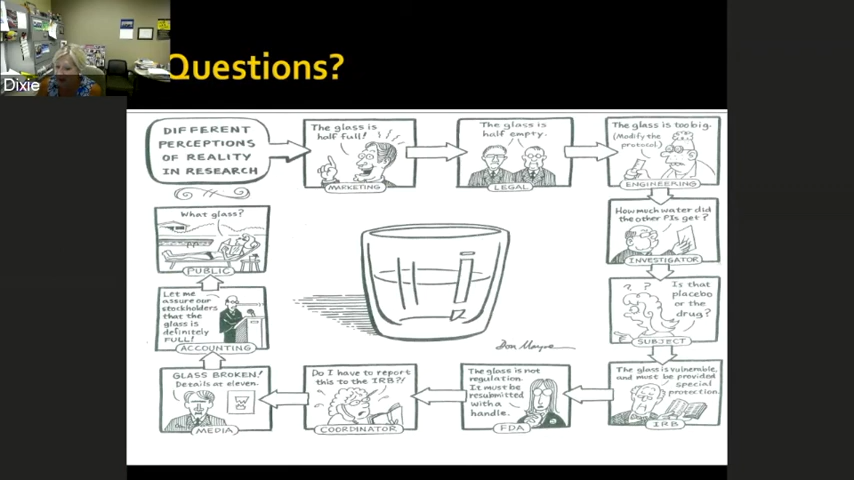 Dixie
Questions?
DIFFERENT
PERCEPTIONS
OF REALITY
IN RESEARCH
The glass is
half full!
MARKETING
The glass is
half empty.
LEGAL
The glass is too big.
(Modify the
protocol)
ENGINEERING
How much water did
the other PIs get?
INVESTIGATOR
? ?
Is that
placebo
or the
drug?
SUBJECT
The glass is vulnerable,
and must be provided
special
protection.
IRB
The glass is not
regulation.
It must be
resubmitted
with a
handle.
FDA
Do I have to report
this to the IRB?!
COORDINATOR
GLASS BROKEN!
Details at eleven.
MEDIA
Let me
assure our
stockholders
that the
glass is
definitely
FULL!
ACCOUNTING
What glass?
PUBLIC